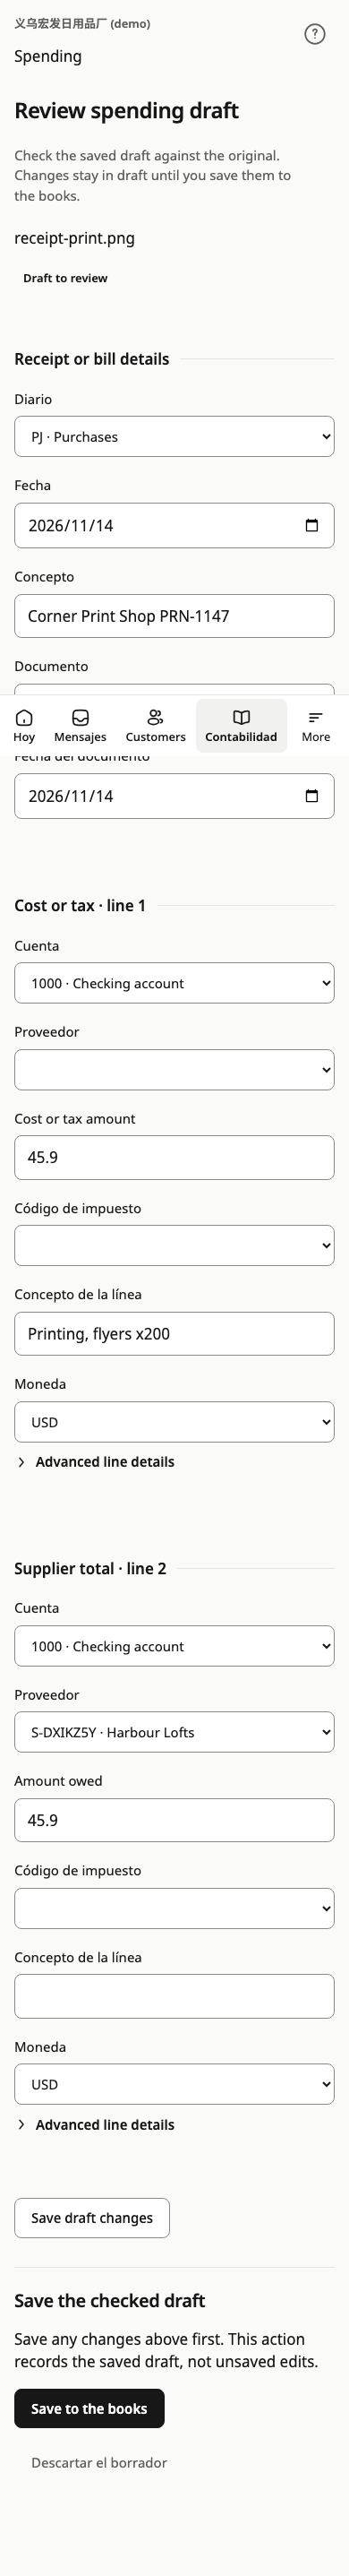 义乌宏发日用品厂 (demo)
Spending
Review spending draft
Check the saved draft against the original.
Changes stay in draft until you save them to
the books.
receipt-print.png
Draft to review
Receipt or bill details
Diario
PJ · Purchases
Fecha
2026/11/14
Concepto
Corner Print Shop PRN-1147
Documento
Hoy
Mensajes
Customers
Contabilidad
More
Fecha del documento
2026/11/14
Cost or tax · line 1
Cuenta
1000 · Checking account
Proveedor
Cost or tax amount
45.9
Código de impuesto
Concepto de la línea
Printing, flyers x200
Moneda
USD
Advanced line details
Supplier total · line 2
Cuenta
1000 · Checking account
Proveedor
S-DXIKZ5Y · Harbour Lofts
Amount owed
45.9
Código de impuesto
Concepto de la línea
Moneda
USD
Advanced line details
Save draft changes
Save the checked draft
Save any changes above first. This action
records the saved draft, not unsaved edits.
Save to the books
Descartar el borrador